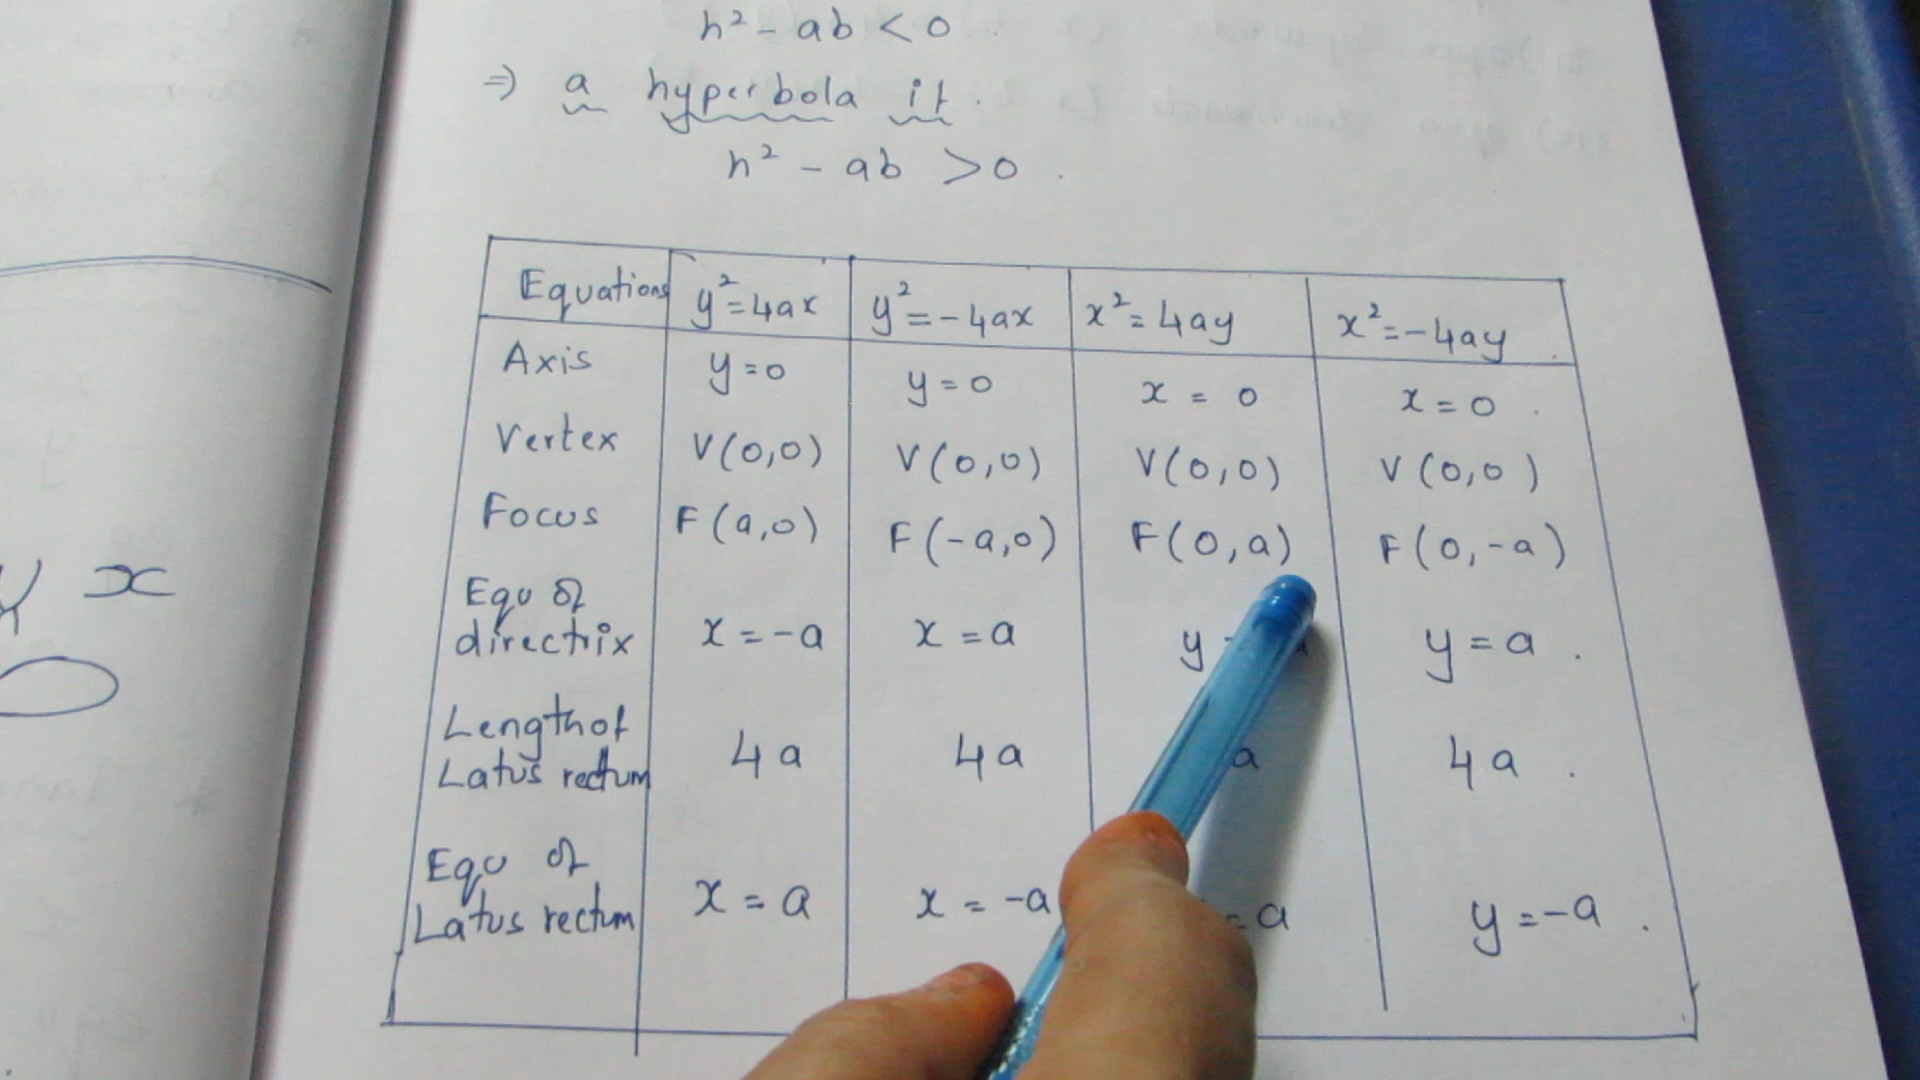 h² - ab < 0
⇒ a hyperbola if
h² - ab > 0
Equations y² = 4ax y² = -4ax x² = 4ay x² = -4ay
Axis y = 0 y = 0 x = 0 x = 0
Vertex V(0,0) V(0,0) V(0,0) V(0,0)
Focus F(a,0) F(-a,0) F(0,a) F(0,-a)
Equ of
directrix x = -a x = a y y = a
Length of
Latus rectum 4a 4a a 4a
Equ of
Latus rectum x = a x = -a = a y = -a
x